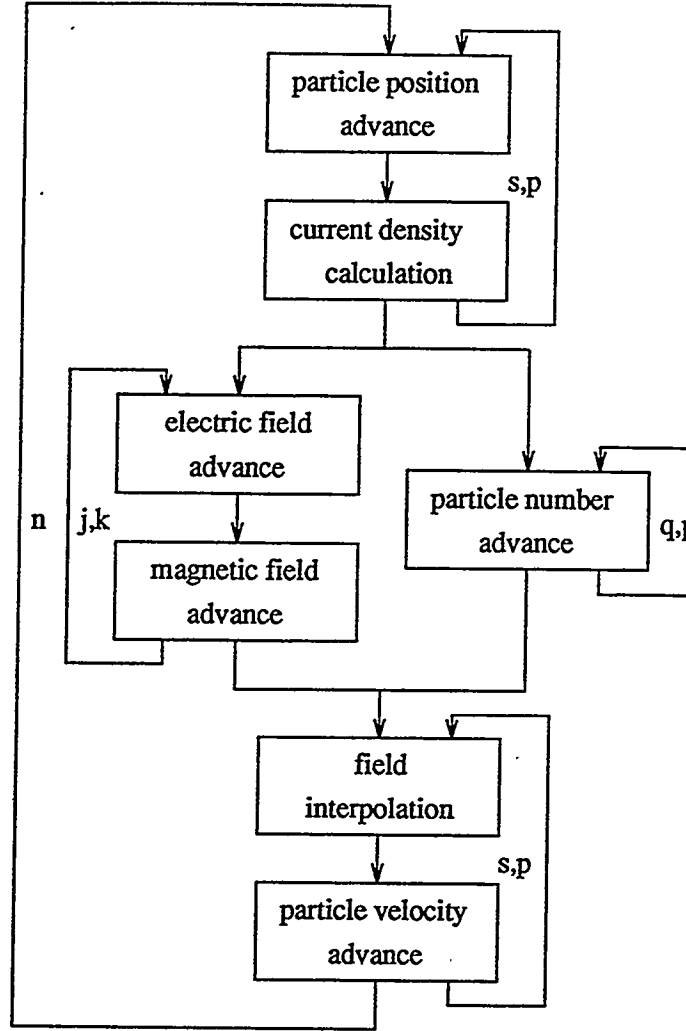 particle position
advance
s,p
current density
calculation
electric field
advance
n
j,k
particle number
advance
magnetic field
advance
field
interpolation
s,p
particle velocity
advance